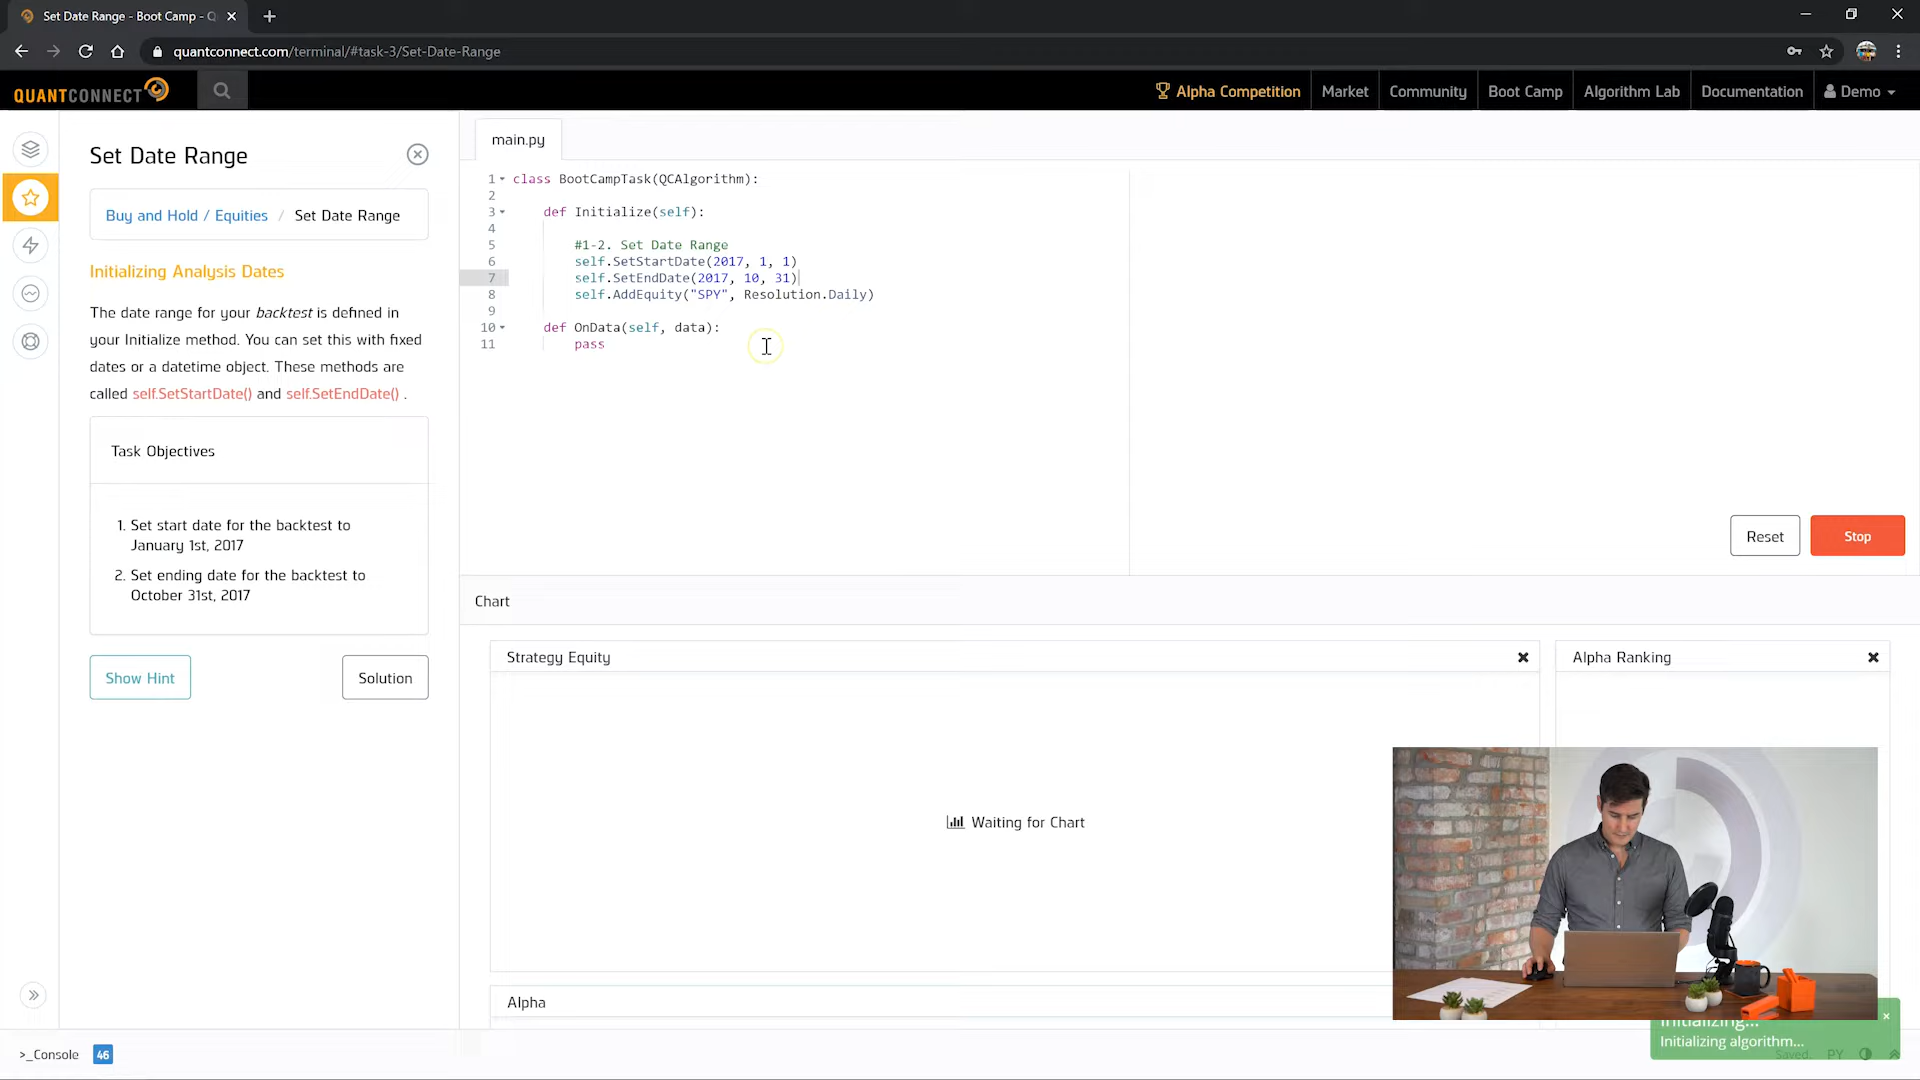 Set Date Range - Boot Camp - Q
quantconnect.com/terminal/#task-3/Set-Date-Range
QUANTCONNECT
Alpha Competition
Market
Community
Boot Camp
Algorithm Lab
Documentation
Demo
Set Date Range
Buy and Hold / Equities / Set Date Range
Initializing Analysis Dates
The date range for your backtest is defined in
your Initialize method. You can set this with fixed
dates or a datetime object. These methods are
called self.SetStartDate() and self.SetEndDate() .
Task Objectives
1. Set start date for the backtest to
January 1st, 2017
2. Set ending date for the backtest to
October 31st, 2017
Show Hint
Solution
main.py
1 class BootCampTask(QCAlgorithm):
2
3 def Initialize(self):
4
5 #1-2. Set Date Range
6 self.SetStartDate(2017, 1, 1)
7 self.SetEndDate(2017, 10, 31)
8 self.AddEquity("SPY", Resolution.Daily)
9
10 def OnData(self, data):
11 pass
Reset
Stop
Chart
Strategy Equity
Alpha Ranking
Waiting for Chart
Alpha
Initializing...
Initializing algorithm...
>_Console 46
Saved PY